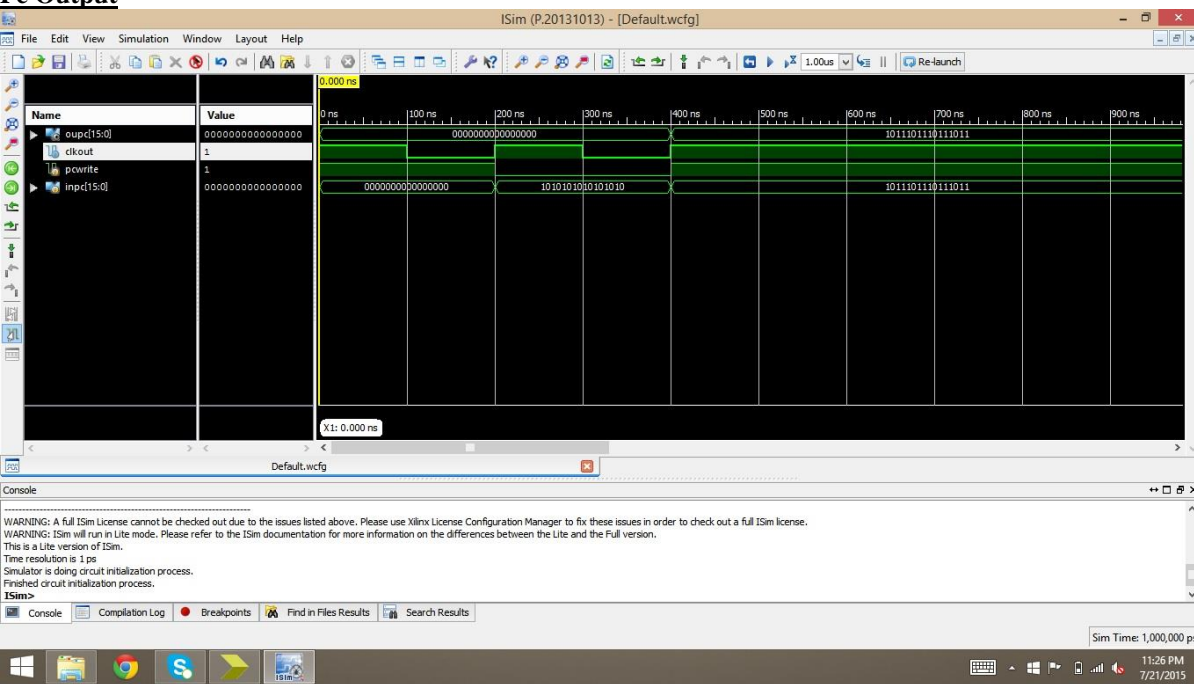 Pc Output
ISim (P.20131013) - [Default.wcfg]
File Edit View Simulation Window Layout Help
1.00us Re-launch
0.000 ns
Name Value 0 ns 100 ns 200 ns 300 ns 400 ns 500 ns 600 ns 700 ns 800 ns 900 ns
oupc[15:0] 0000000000000000 0000000000000000 1011101110111011
clkout 1
pcwrite 1
inpc[15:0] 0000000000000000 0000000000000000 1010101010101010 1011101110111011
X1: 0.000 ns
Default.wcfg
Console
WARNING: A full ISim License cannot be checked out due to the issues listed above. Please use Xilinx License Configuration Manager to fix these issues in order to check out a full ISim license.
WARNING: ISim will run in Lite mode. Please refer to the ISim documentation for more information on the differences between the Lite and the Full version.
This is a Lite version of ISim.
Time resolution is 1 ps
Simulator is doing circuit initialization process.
Finished circuit initialization process.
ISim>
Console Compilation Log Breakpoints Find in Files Results Search Results
Sim Time: 1,000,000 p
11:26 PM
7/21/2015